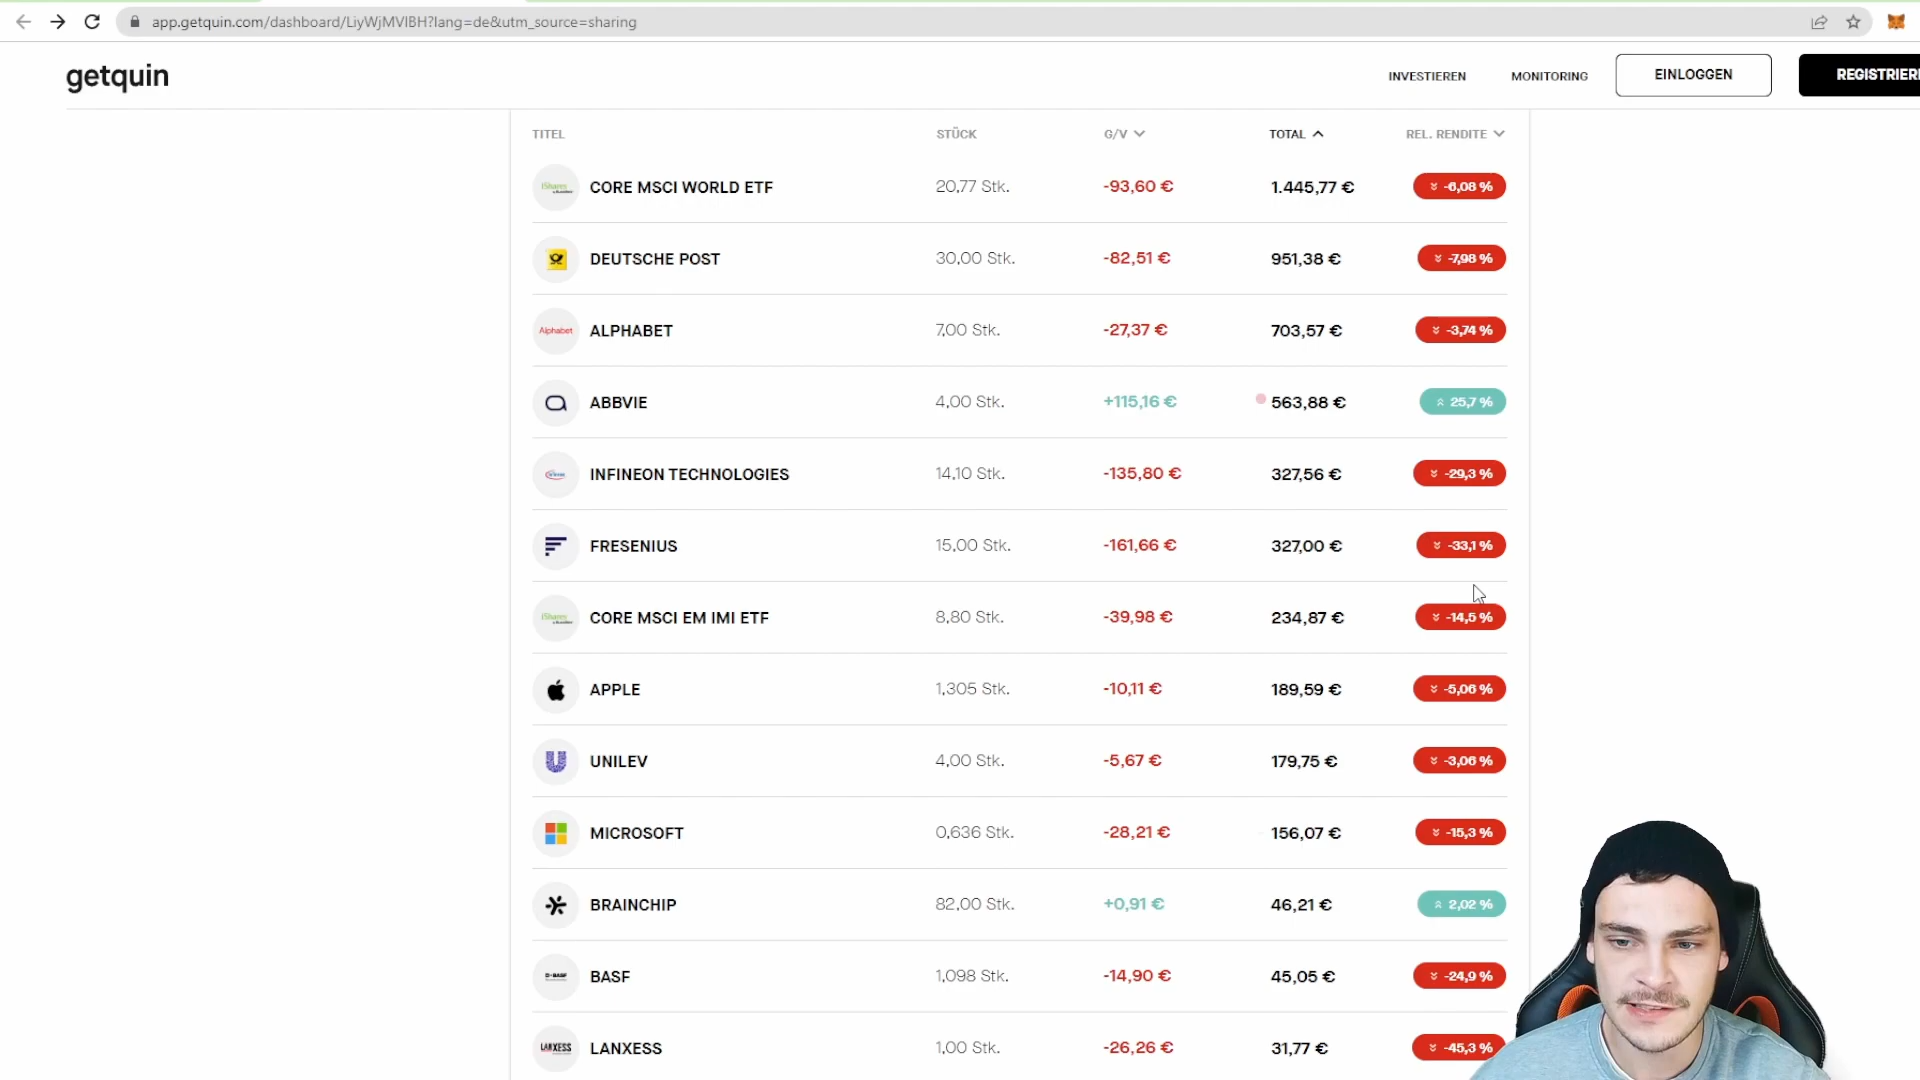 app.getquin.com/dashboard/LiyWjMVlBH?lang=de&utm_source=sharing
getquin
INVESTIEREN MONITORING EINLOGGEN REGISTRIER
TITEL STÜCK G/V TOTAL REL. RENDITE
iShares CORE MSCI WORLD ETF 20,77 Stk. -93,60 € 1.445,77 € -6,08 %
DEUTSCHE POST 30,00 Stk. -82,51 € 951,38 € -7,98 %
Alphabet ALPHABET 7,00 Stk. -27,37 € 703,57 € -3,74 %
ABBVIE 4,00 Stk. +115,16 € 563,88 € 25,7 %
INFINEON TECHNOLOGIES 14,10 Stk. -135,80 € 327,56 € -29,3 %
FRESENIUS 15,00 Stk. -161,66 € 327,00 € -33,1 %
iShares CORE MSCI EM IMI ETF 8,80 Stk. -39,98 € 234,87 € -14,5 %
APPLE 1,305 Stk. -10,11 € 189,59 € -5,06 %
UNILEV 4,00 Stk. -5,67 € 179,75 € -3,06 %
MICROSOFT 0,636 Stk. -28,21 € 156,07 € -15,3 %
BRAINCHIP 82,00 Stk. +0,91 € 46,21 € 2,02 %
BASF BASF 1,098 Stk. -14,90 € 45,05 € -24,9 %
LANXESS LANXESS 1,00 Stk. -26,26 € 31,77 € -45,3 %